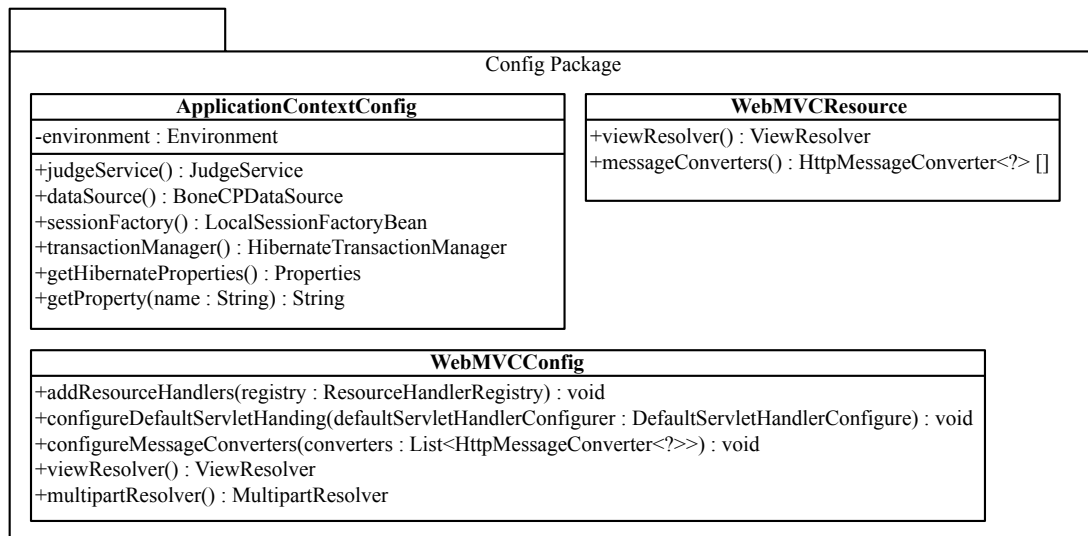 Config Package
ApplicationContextConfig
-environment : Environment
+judgeService() : JudgeService
+dataSource() : BoneCPDataSource
+sessionFactory() : LocalSessionFactoryBean
+transactionManager() : HibernateTransactionManager
+getHibernateProperties() : Properties
+getProperty(name : String) : String
WebMVCResource
+viewResolver() : ViewResolver
+messageConverters() : HttpMessageConverter<?> []
WebMVCConfig
+addResourceHandlers(registry : ResourceHandlerRegistry) : void
+configureDefaultServletHanding(defaultServletHandlerConfigurer : DefaultServletHandlerConfigure) : void
+configureMessageConverters(converters : List<HttpMessageConverter<?>>) : void
+viewResolver() : ViewResolver
+multipartResolver() : MultipartResolver